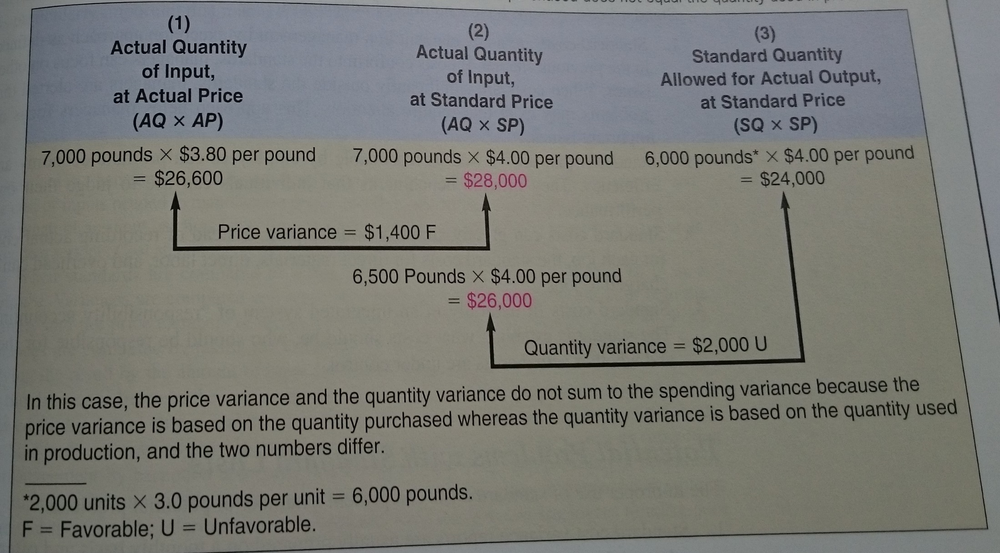 (1)
Actual Quantity
of Input,
at Actual Price
(AQ × AP)
(2)
Actual Quantity
of Input,
at Standard Price
(AQ × SP)
(3)
Standard Quantity
Allowed for Actual Output,
at Standard Price
(SQ × SP)
7,000 pounds × $3.80 per pound
= $26,600
7,000 pounds × $4.00 per pound
= $28,000
6,000 pounds* × $4.00 per pound
= $24,000
Price variance = $1,400 F
6,500 Pounds × $4.00 per pound
= $26,000
Quantity variance = $2,000 U
In this case, the price variance and the quantity variance do not sum to the spending variance because the
price variance is based on the quantity purchased whereas the quantity variance is based on the quantity used
in production, and the two numbers differ.
*2,000 units × 3.0 pounds per unit = 6,000 pounds.
F = Favorable; U = Unfavorable.